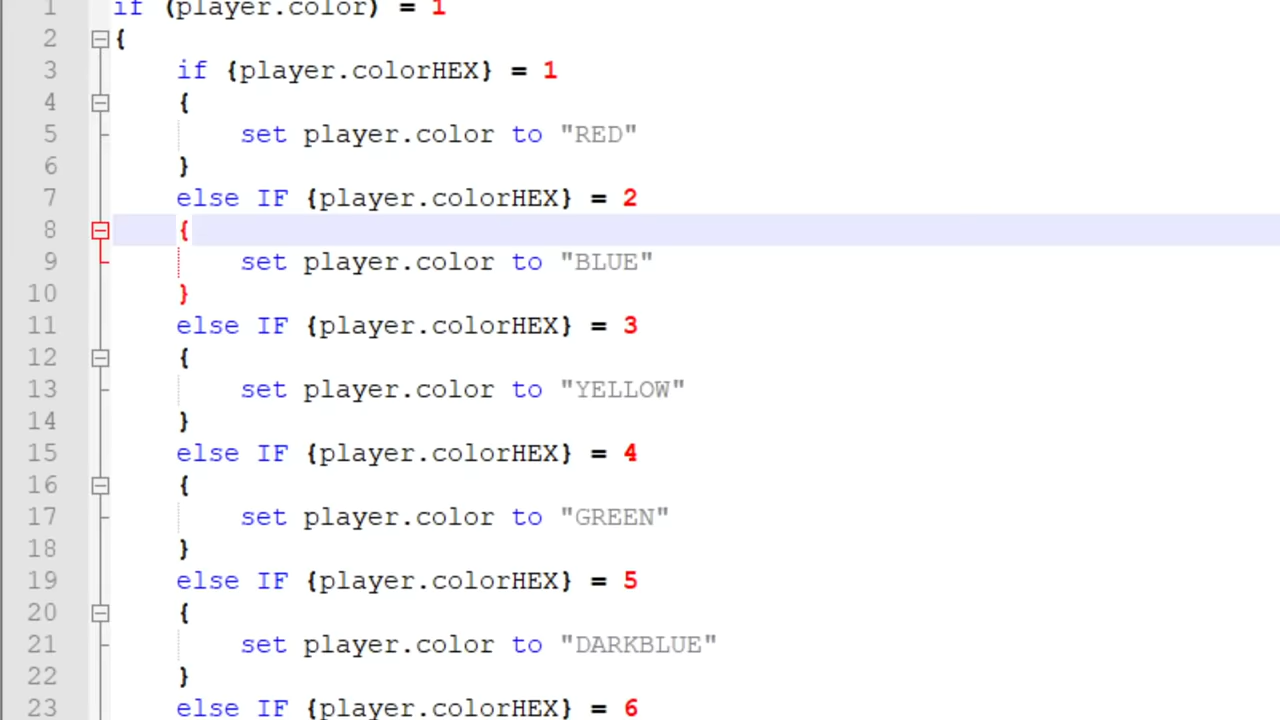 1 if (player.color) = 1
2 {
3 if {player.colorHEX} = 1
4 {
5 set player.color to "RED"
6 }
7 else IF {player.colorHEX} = 2
8 {
9 set player.color to "BLUE"
10 }
11 else IF {player.colorHEX} = 3
12 {
13 set player.color to "YELLOW"
14 }
15 else IF {player.colorHEX} = 4
16 {
17 set player.color to "GREEN"
18 }
19 else IF {player.colorHEX} = 5
20 {
21 set player.color to "DARKBLUE"
22 }
23 else IF {player.colorHEX} = 6